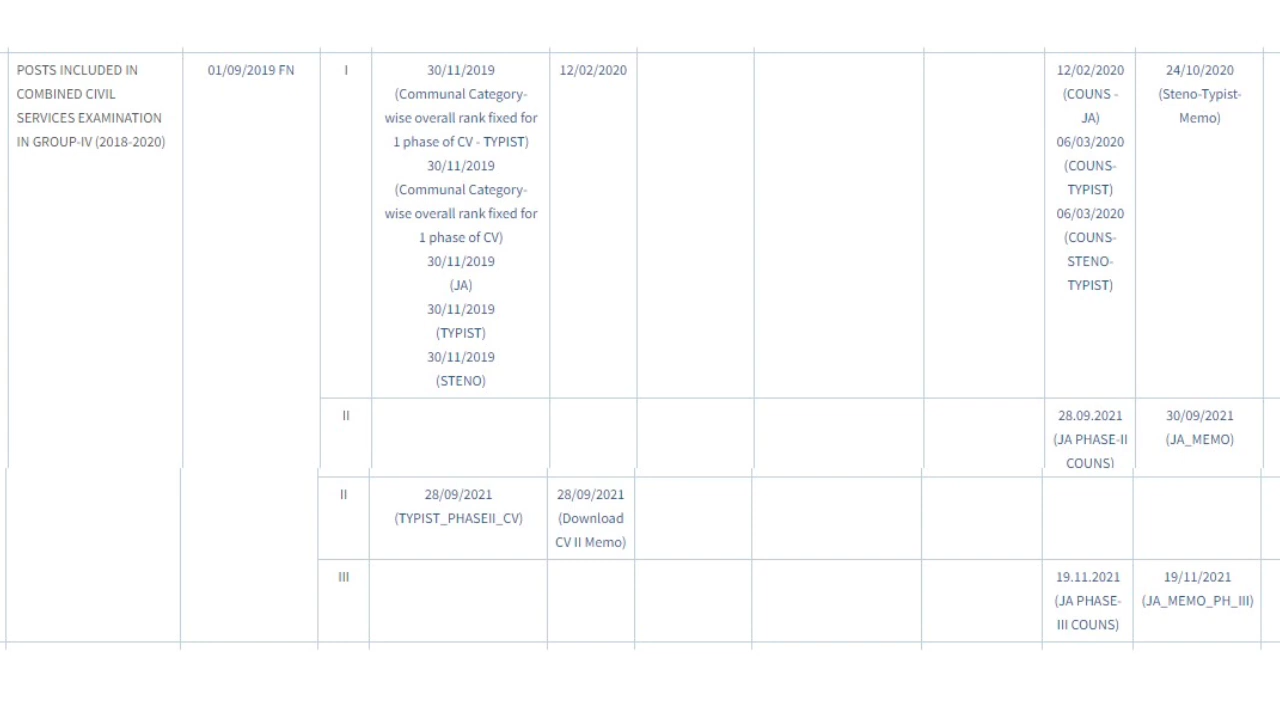 POSTS INCLUDED IN
COMBINED CIVIL
SERVICES EXAMINATION
IN GROUP-IV (2018-2020)
01/09/2019 FN
I
30/11/2019
(Communal Category-
wise overall rank fixed for
1 phase of CV - TYPIST)
30/11/2019
(Communal Category-
wise overall rank fixed for
1 phase of CV)
30/11/2019
(JA)
30/11/2019
(TYPIST)
30/11/2019
(STENO)
12/02/2020
12/02/2020
(COUNS -
JA)
06/03/2020
(COUNS-
TYPIST)
06/03/2020
(COUNS-
STENO-
TYPIST)
24/10/2020
(Steno-Typist-
Memo)
II
28.09.2021
(JA PHASE-II
COUNS)
30/09/2021
(JA_MEMO)
II
28/09/2021
(TYPIST_PHASEII_CV)
28/09/2021
(Download
CV II Memo)
III
19.11.2021
(JA PHASE-
III COUNS)
19/11/2021
(JA_MEMO_PH_III)